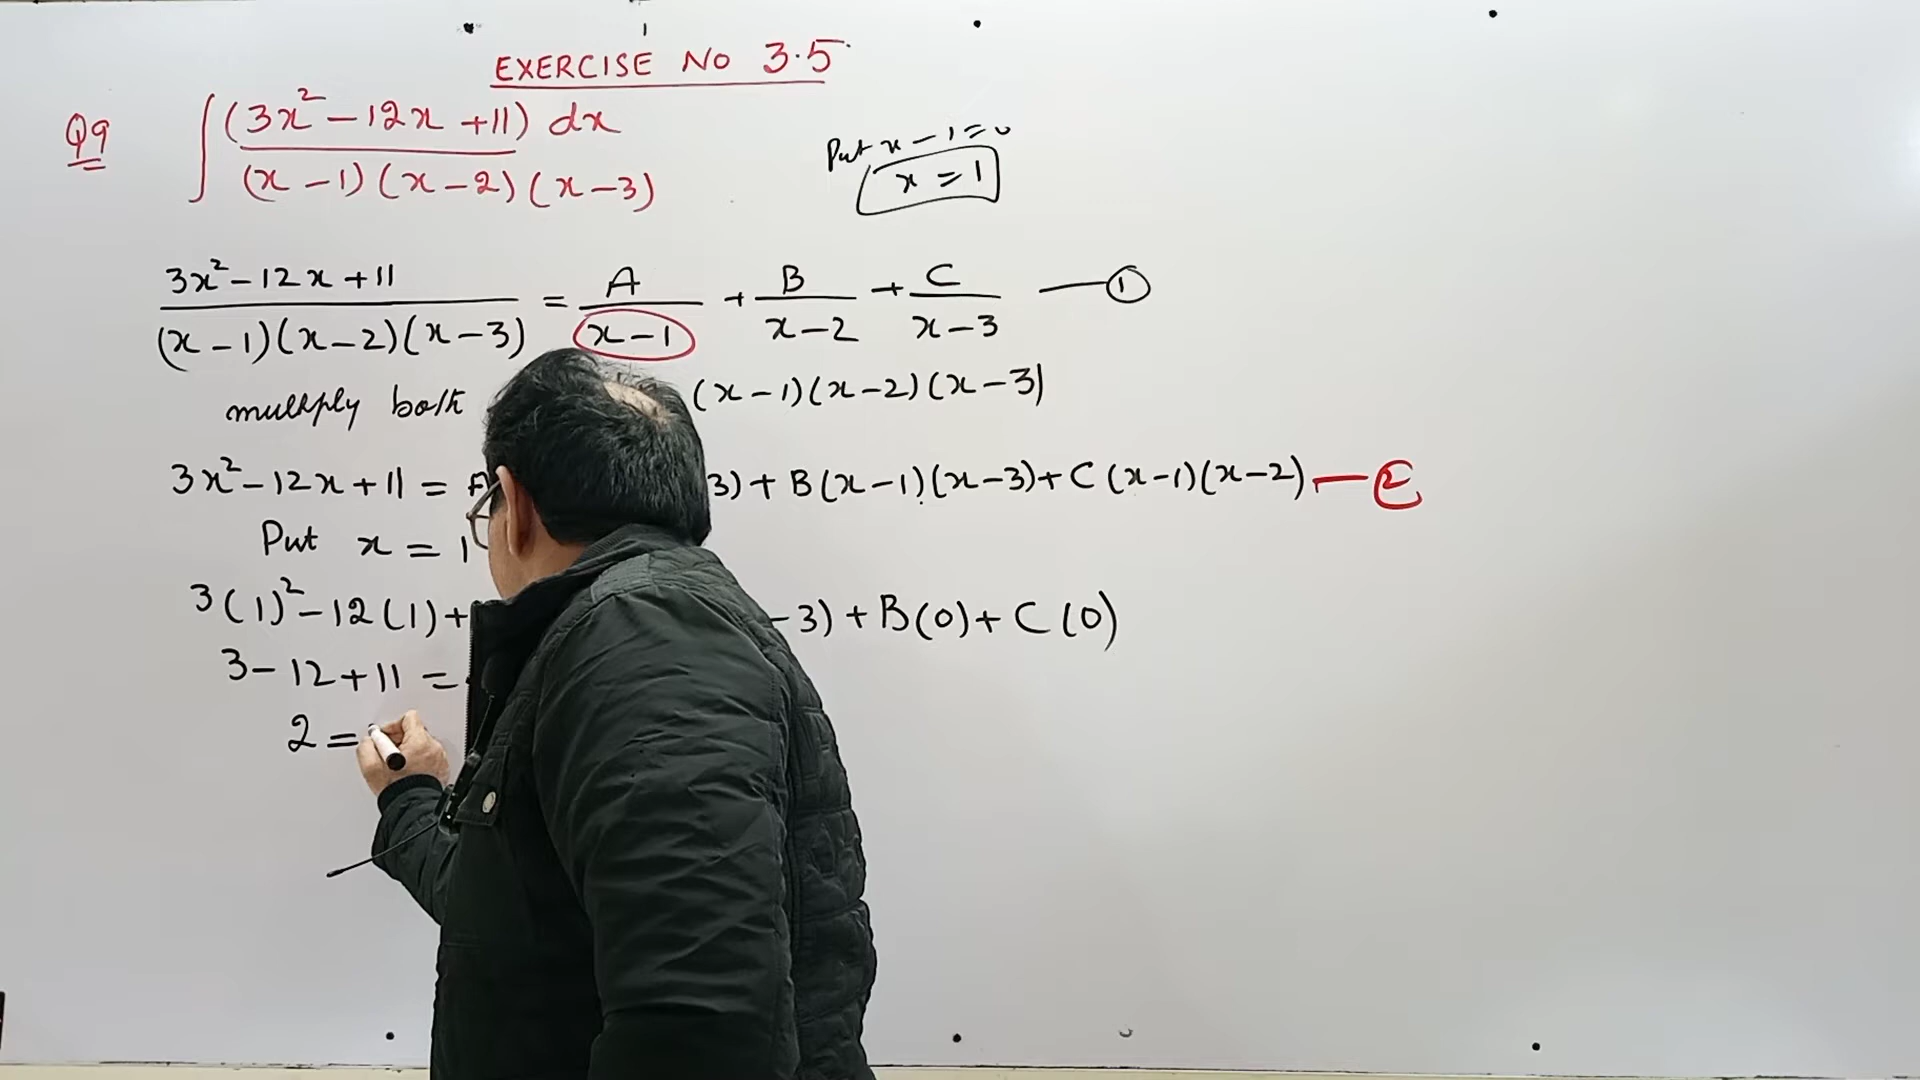 EXERCISE NO 3.5
Q9 ∫ (3x² - 12x + 11) dx
(x - 1)(x - 2)(x - 3)
Put x - 1 = 0
x = 1
3x² - 12x + 11 = A + B + C — 1
(x - 1)(x - 2)(x - 3) x - 1 x - 2 x - 3
multiply both (x - 1)(x - 2)(x - 3)
3x² - 12x + 11 = 3) + B(x - 1)(x - 3) + C(x - 1)(x - 2) — 2
Put x = 1
3(1)² - 12(1) + - 3) + B(0) + C(0)
3 - 12 + 11 =
2 =